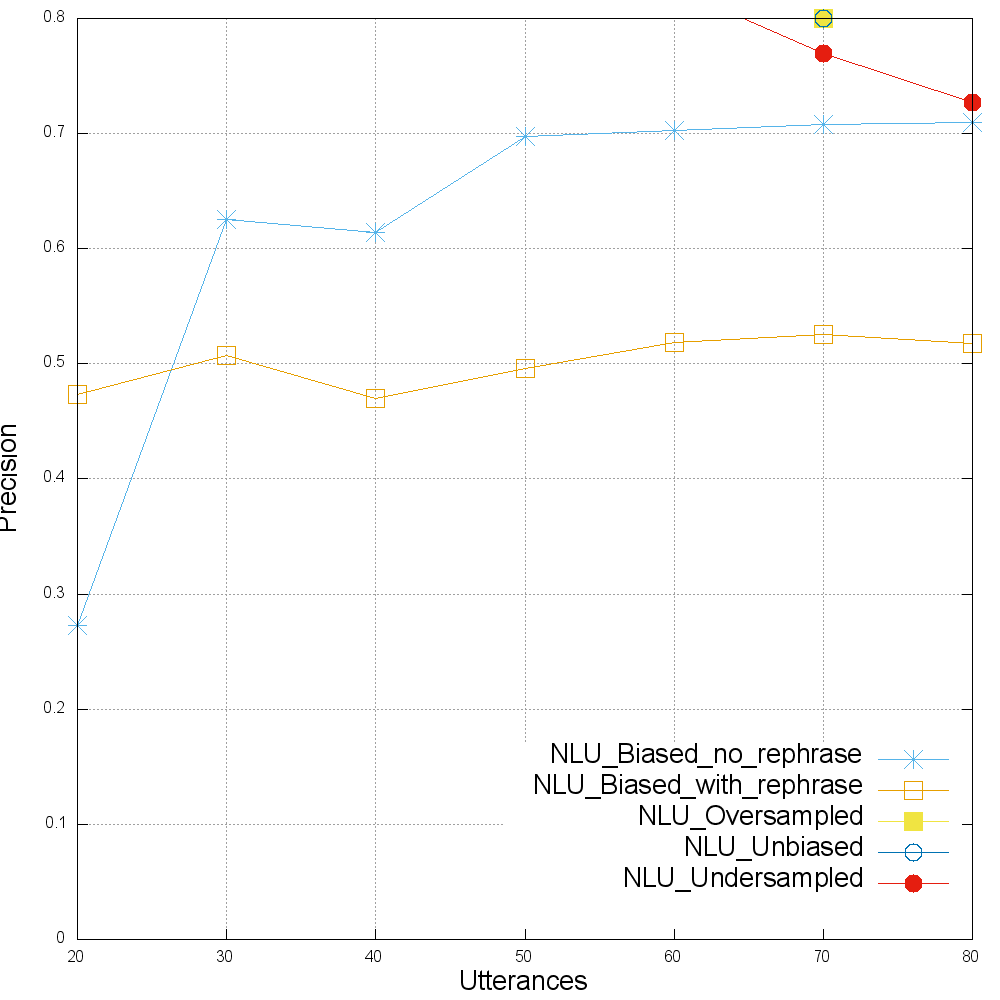 0.8
0.7
0.6
0.5
0.4
0.3
0.2
0.1
0
Precision
NLU_Biased_no_rephrase
NLU_Biased_with_rephrase
NLU_Oversampled
NLU_Unbiased
NLU_Undersampled
20 30 40 50 60 70 80
Utterances